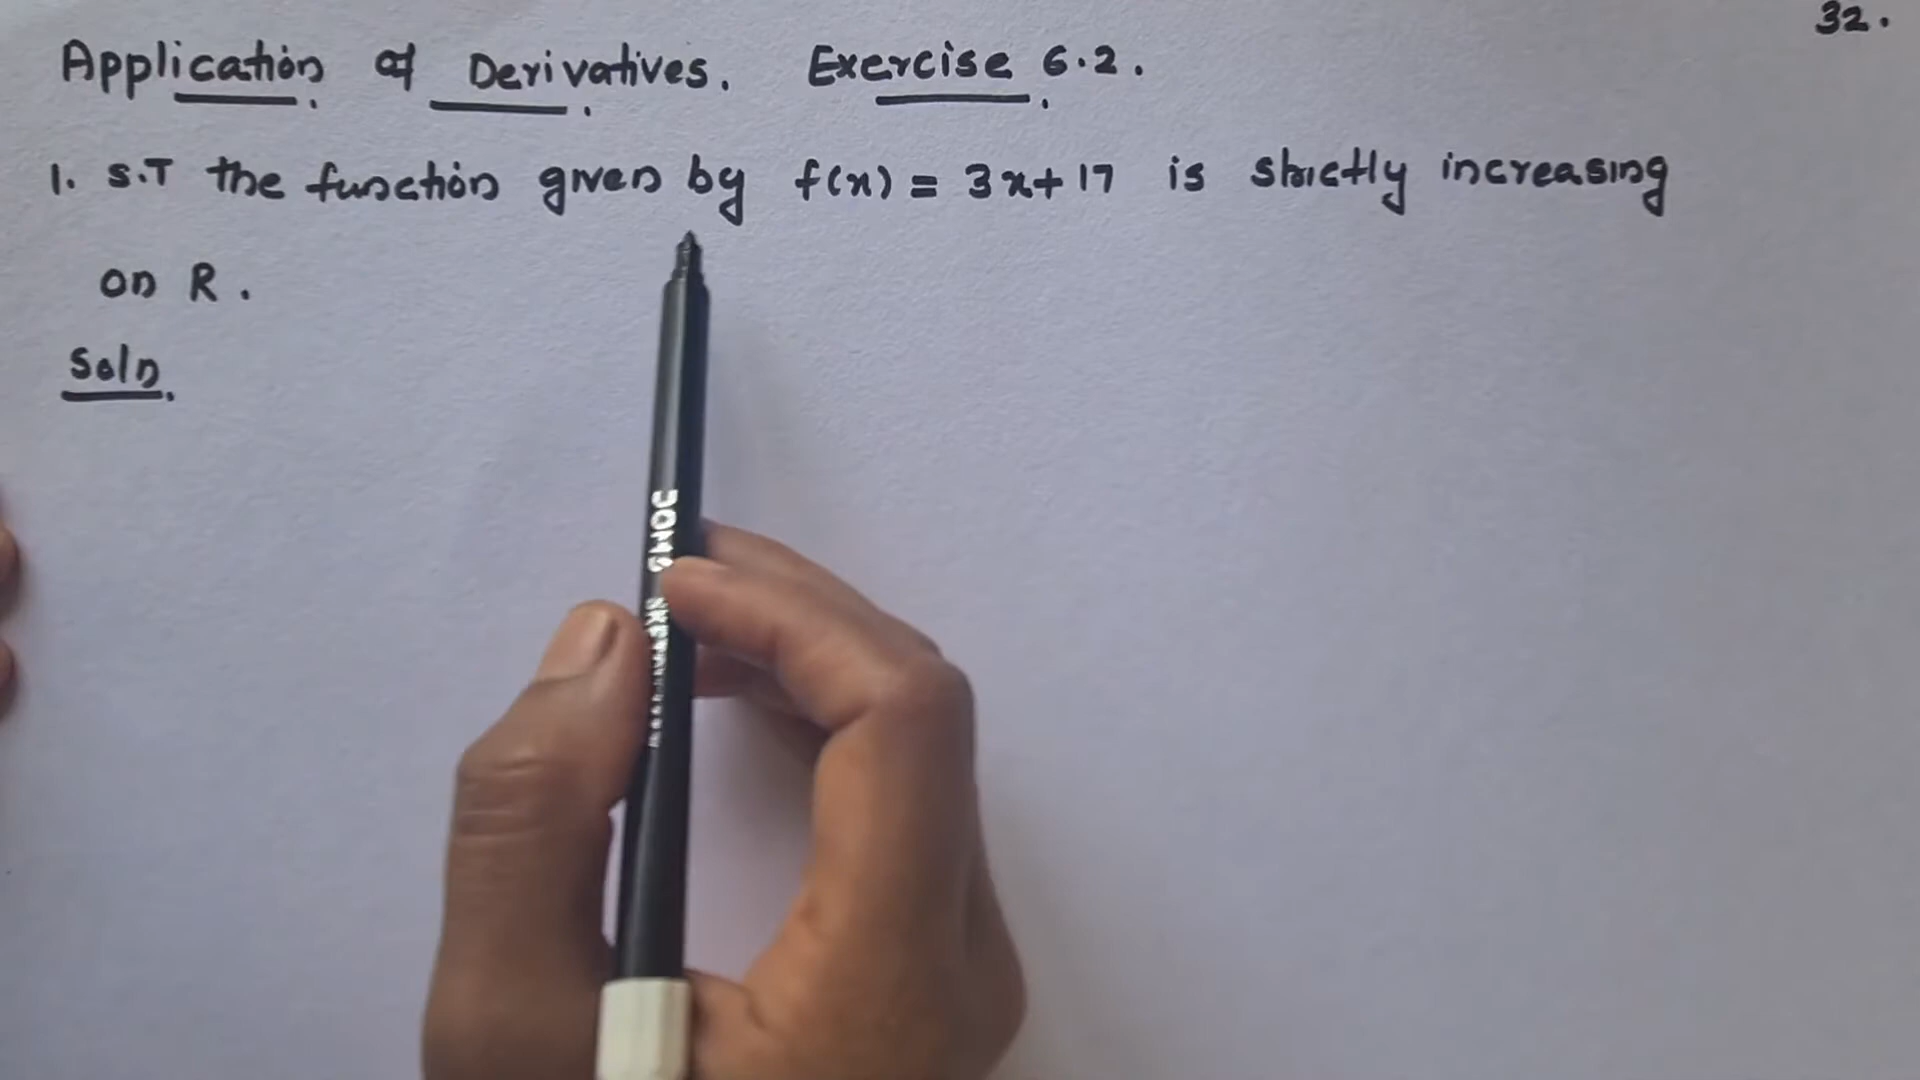 32.
Application of Derivatives. Exercise 6.2.
1. S.T the function given by f(x) = 3x+17 is strictly increasing
on R.
Soln.
DOMS